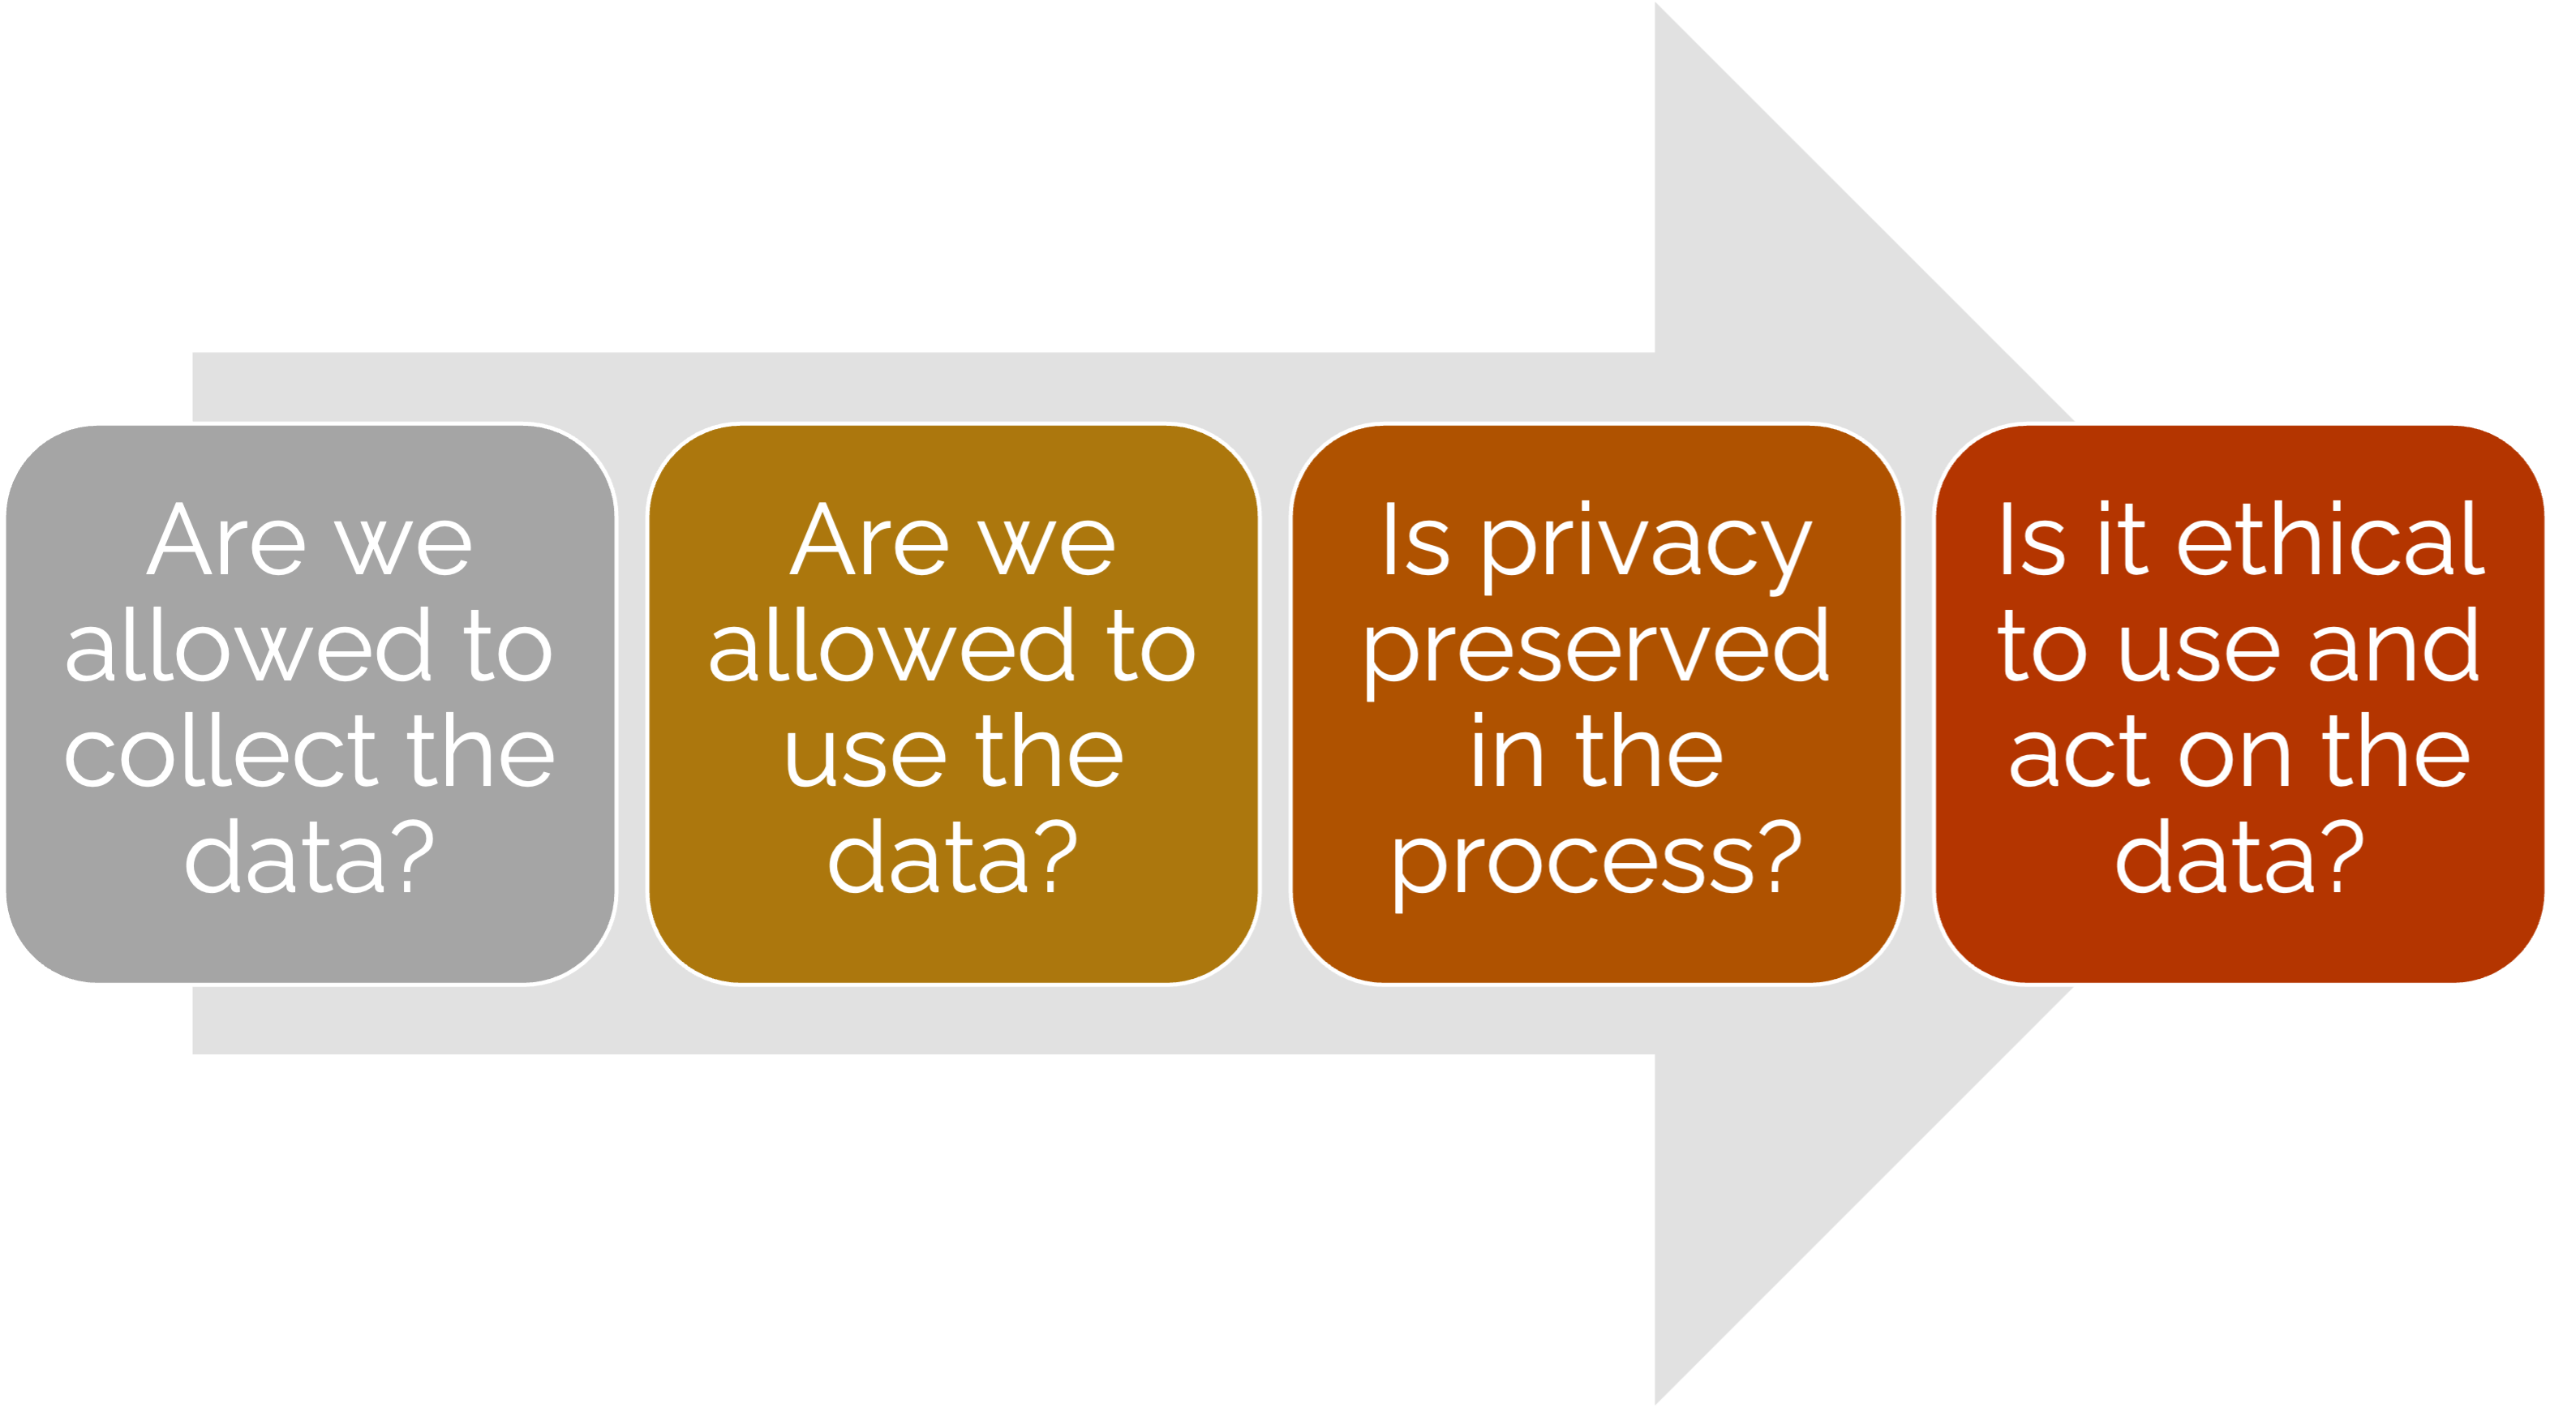 Are we
allowed to
collect the
data?
Are we
allowed to
use the
data?
Is privacy
preserved
in the
process?
Is it ethical
to use and
act on the
data?